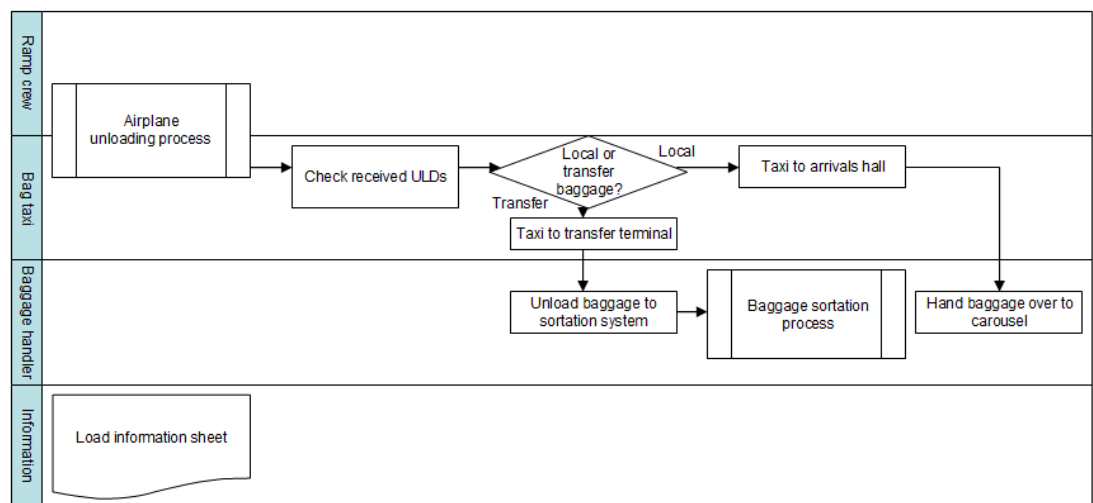 Ramp crew
Airplane
unloading process
Bag taxi
Check received ULDs
Local or
transfer
baggage?
Local
Transfer
Taxi to arrivals hall
Taxi to transfer terminal
Baggage handler
Unload baggage to
sortation system
Baggage sortation
process
Hand baggage over to
carousel
Information
Load information sheet